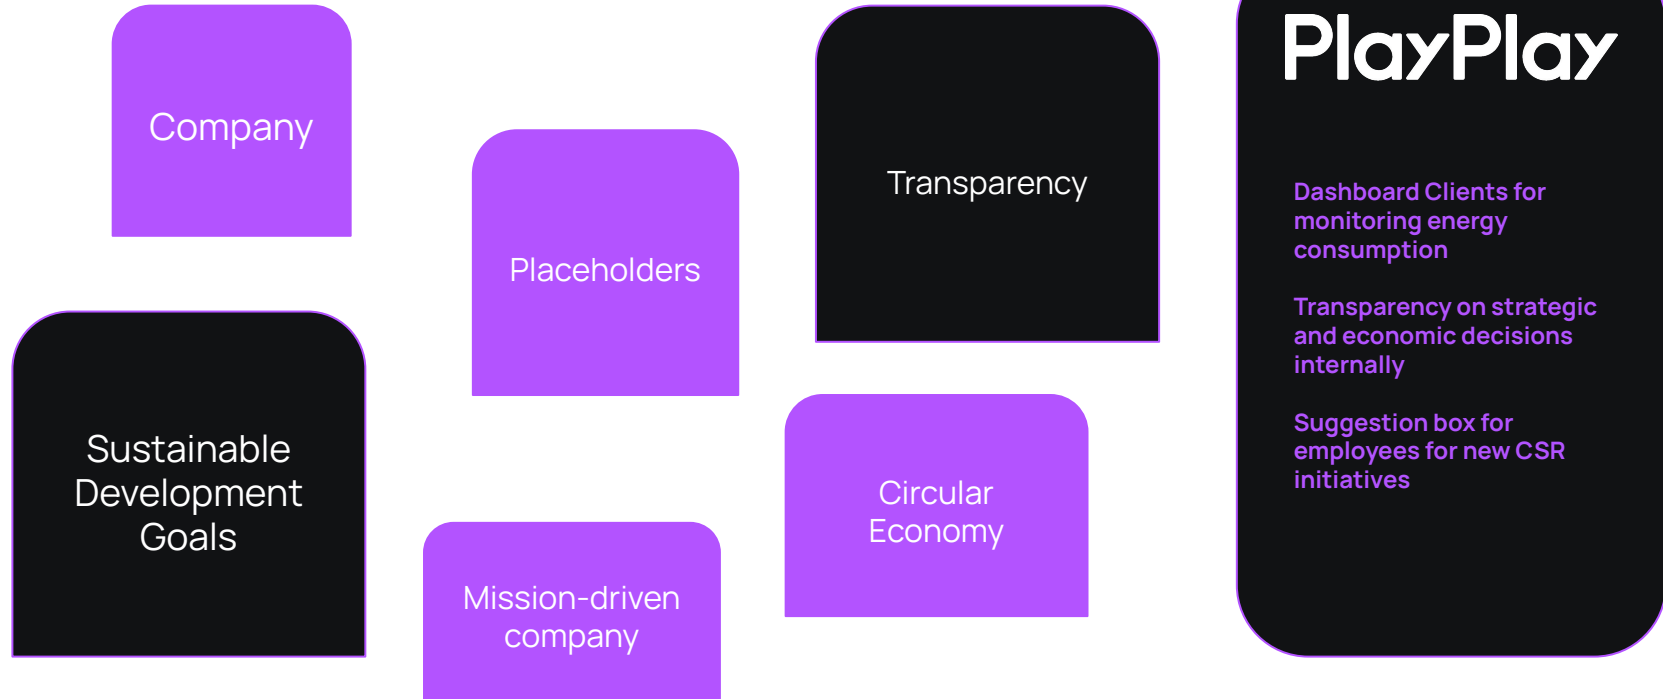 Company
Placeholders
Transparency
Sustainable
Development
Goals
Mission-driven
company
Circular
Economy
PlayPlay
Dashboard Clients for
monitoring energy
consumption
Transparency on strategic
and economic decisions
internally
Suggestion box for
employees for new CSR
initiatives